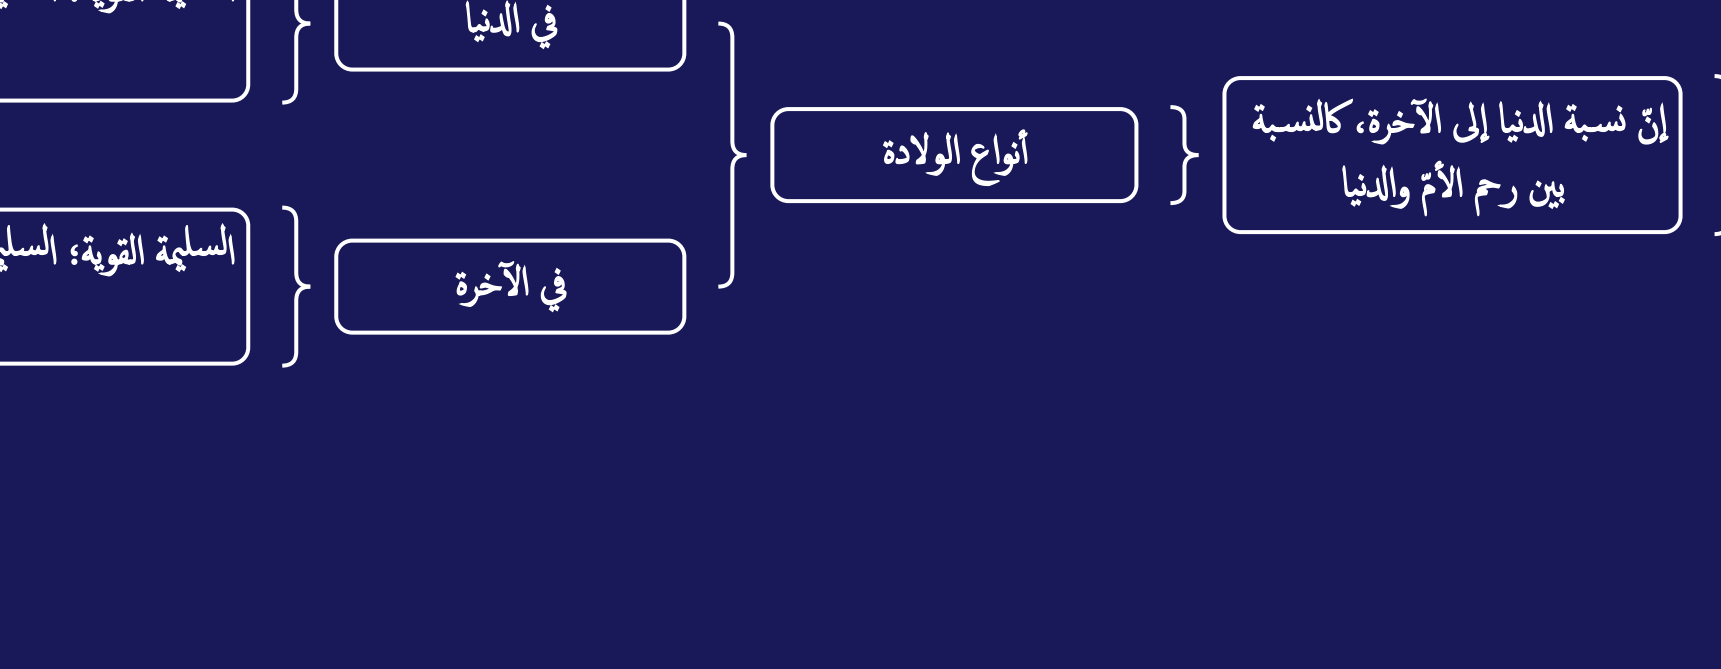 إنّ نسبة الدنيا إلى الآخرة، كالنسبة
بين رحم الأمّ والدنيا
أنواع الولادة
في الدنيا
في الآخرة
السليمة القوية؛